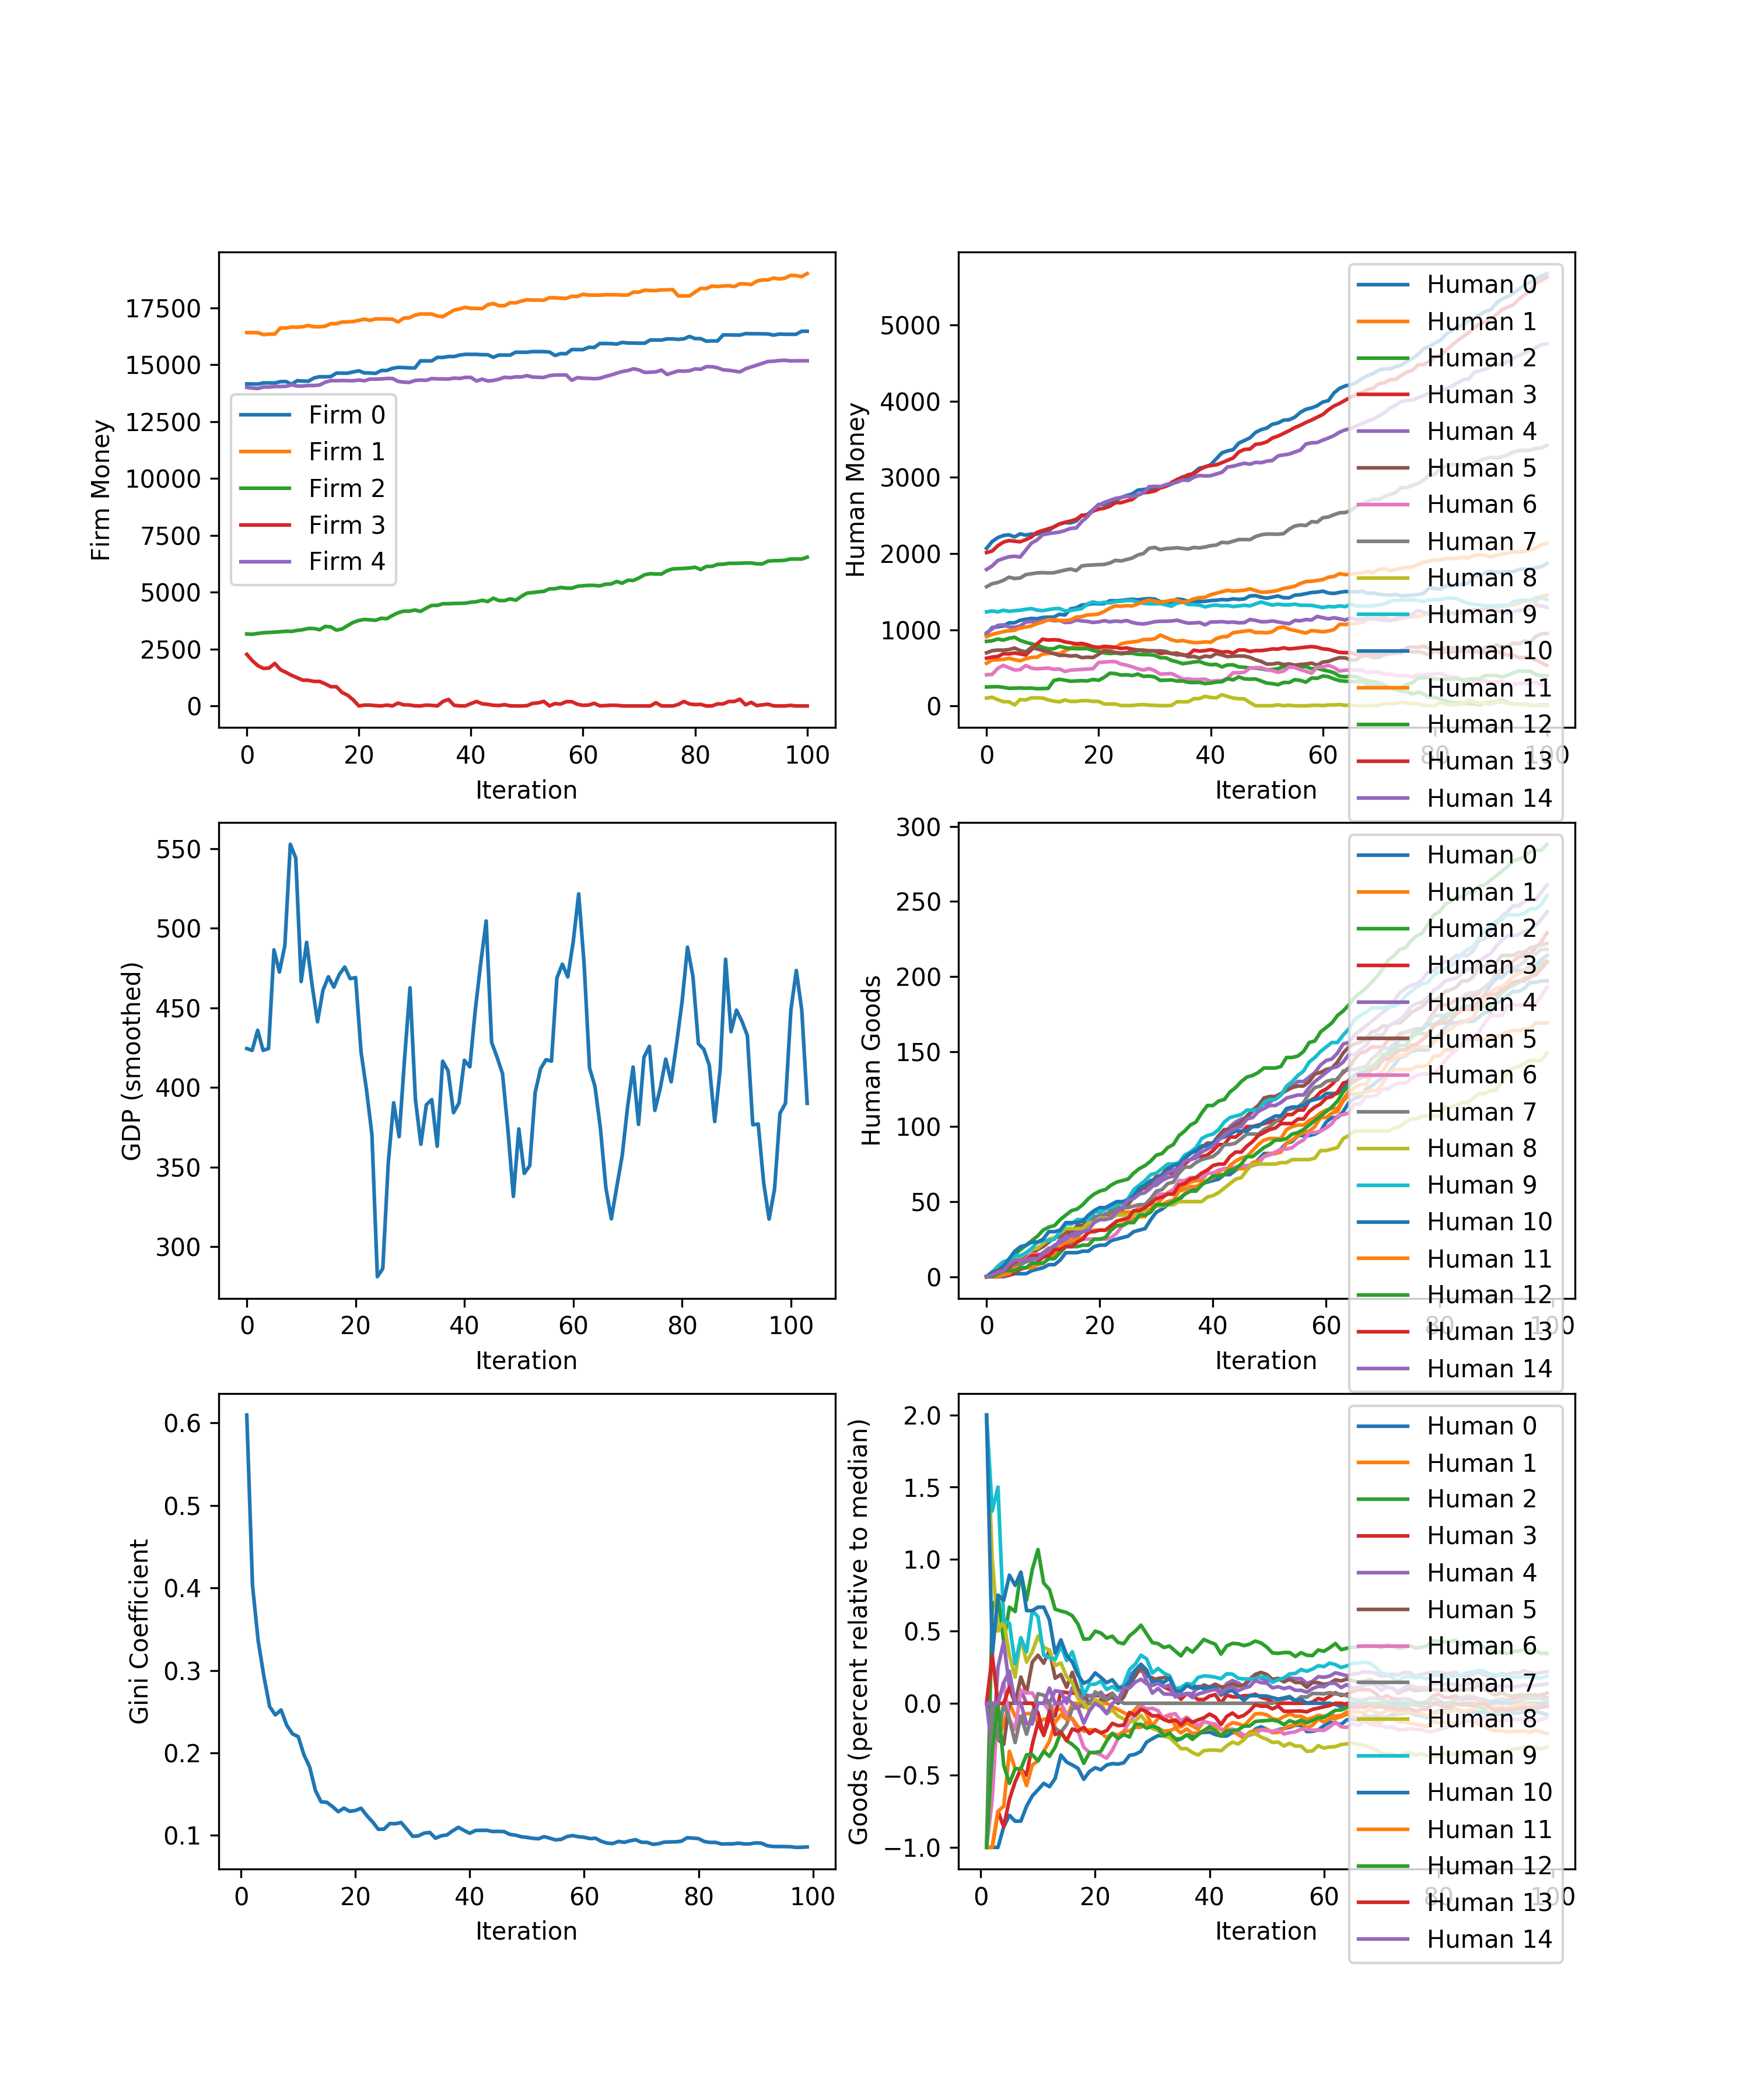 17500
15000
12500
10000
7500
5000
2500
0
Firm Money
Firm 0
Firm 1
Firm 2
Firm 3
Firm 4
0 20 40 60 80 100
Iteration
5000
4000
3000
2000
1000
0
Human Money
Human 0
Human 1
Human 2
Human 3
Human 4
Human 5
Human 6
Human 7
Human 8
Human 9
Human 10
Human 11
Human 12
Human 13
Human 14
0 20 40 60 80 100
Iteration
550
500
450
400
350
300
GDP (smoothed)
0 20 40 60 80 100
Iteration
300
250
200
150
100
50
0
Human Goods
Human 0
Human 1
Human 2
Human 3
Human 4
Human 5
Human 6
Human 7
Human 8
Human 9
Human 10
Human 11
Human 12
Human 13
Human 14
0 20 40 60 80 100
Iteration
0.6
0.5
0.4
0.3
0.2
0.1
Gini Coefficient
0 20 40 60 80 100
Iteration
2.0
1.5
1.0
0.5
0.0
−0.5
−1.0
Goods (percent relative to median)
Human 0
Human 1
Human 2
Human 3
Human 4
Human 5
Human 6
Human 7
Human 8
Human 9
Human 10
Human 11
Human 12
Human 13
Human 14
0 20 40 60 80 100
Iteration